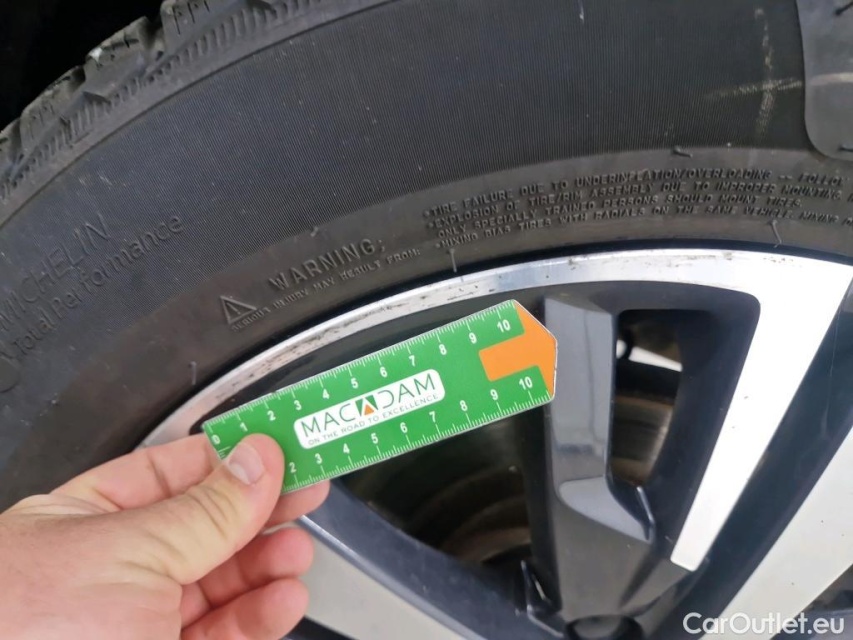 MICHELIN
Total Performance
WARNING:
SERIOUS INJURY MAY RESULT FROM:
•TIRE FAILURE DUE TO UNDERINFLATION/OVERLOADING - FOLLOW
•EXPLOSION OF TIRE/RIM ASSEMBLY DUE TO IMPROPER MOUNTING
ONLY SPECIALLY TRAINED PERSONS SHOULD MOUNT TIRES.
•MIXING BIAS TIRES WITH RADIALS ON THE SAME VEHICLE
0 1 2 3 4 5 6 7 8 9 10
MACADAM
ON THE ROAD TO EXCELLENCE
2 3 4 5 6 7 8 9 10
CarOutlet.eu